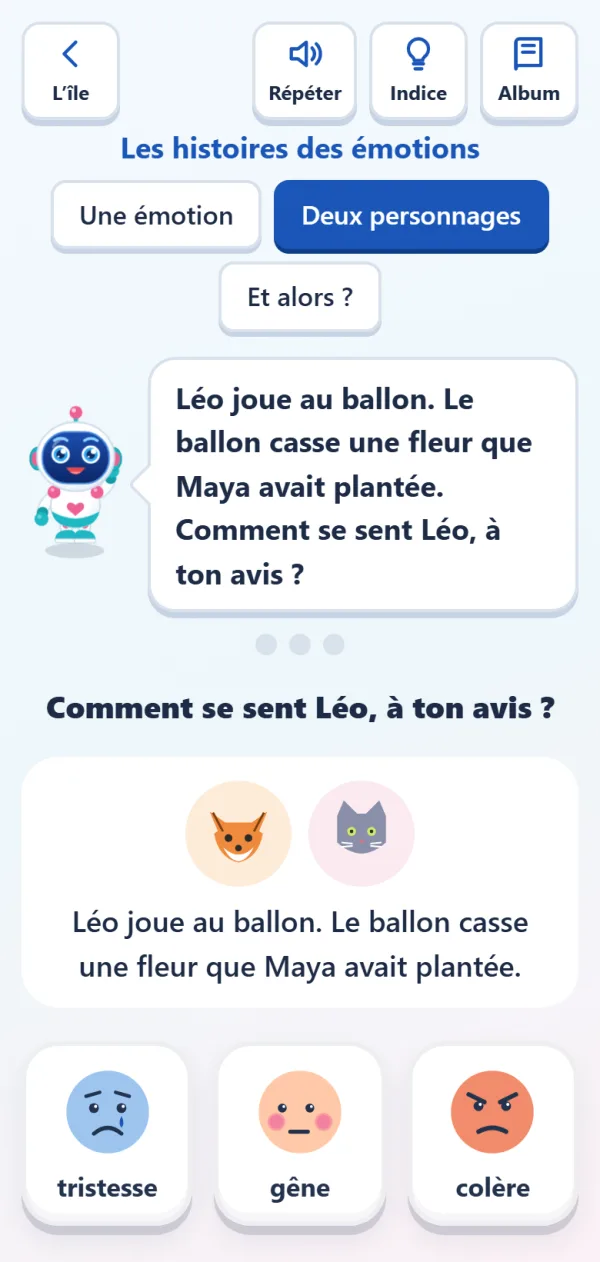 L’île
Répéter
Indice
Album
Les histoires des émotions
Une émotion
Deux personnages
Et alors ?
Léo joue au ballon. Le
ballon casse une fleur que
Maya avait plantée.
Comment se sent Léo, à
ton avis ?
Comment se sent Léo, à ton avis ?
Léo joue au ballon. Le ballon casse
une fleur que Maya avait plantée.
tristesse
gêne
colère